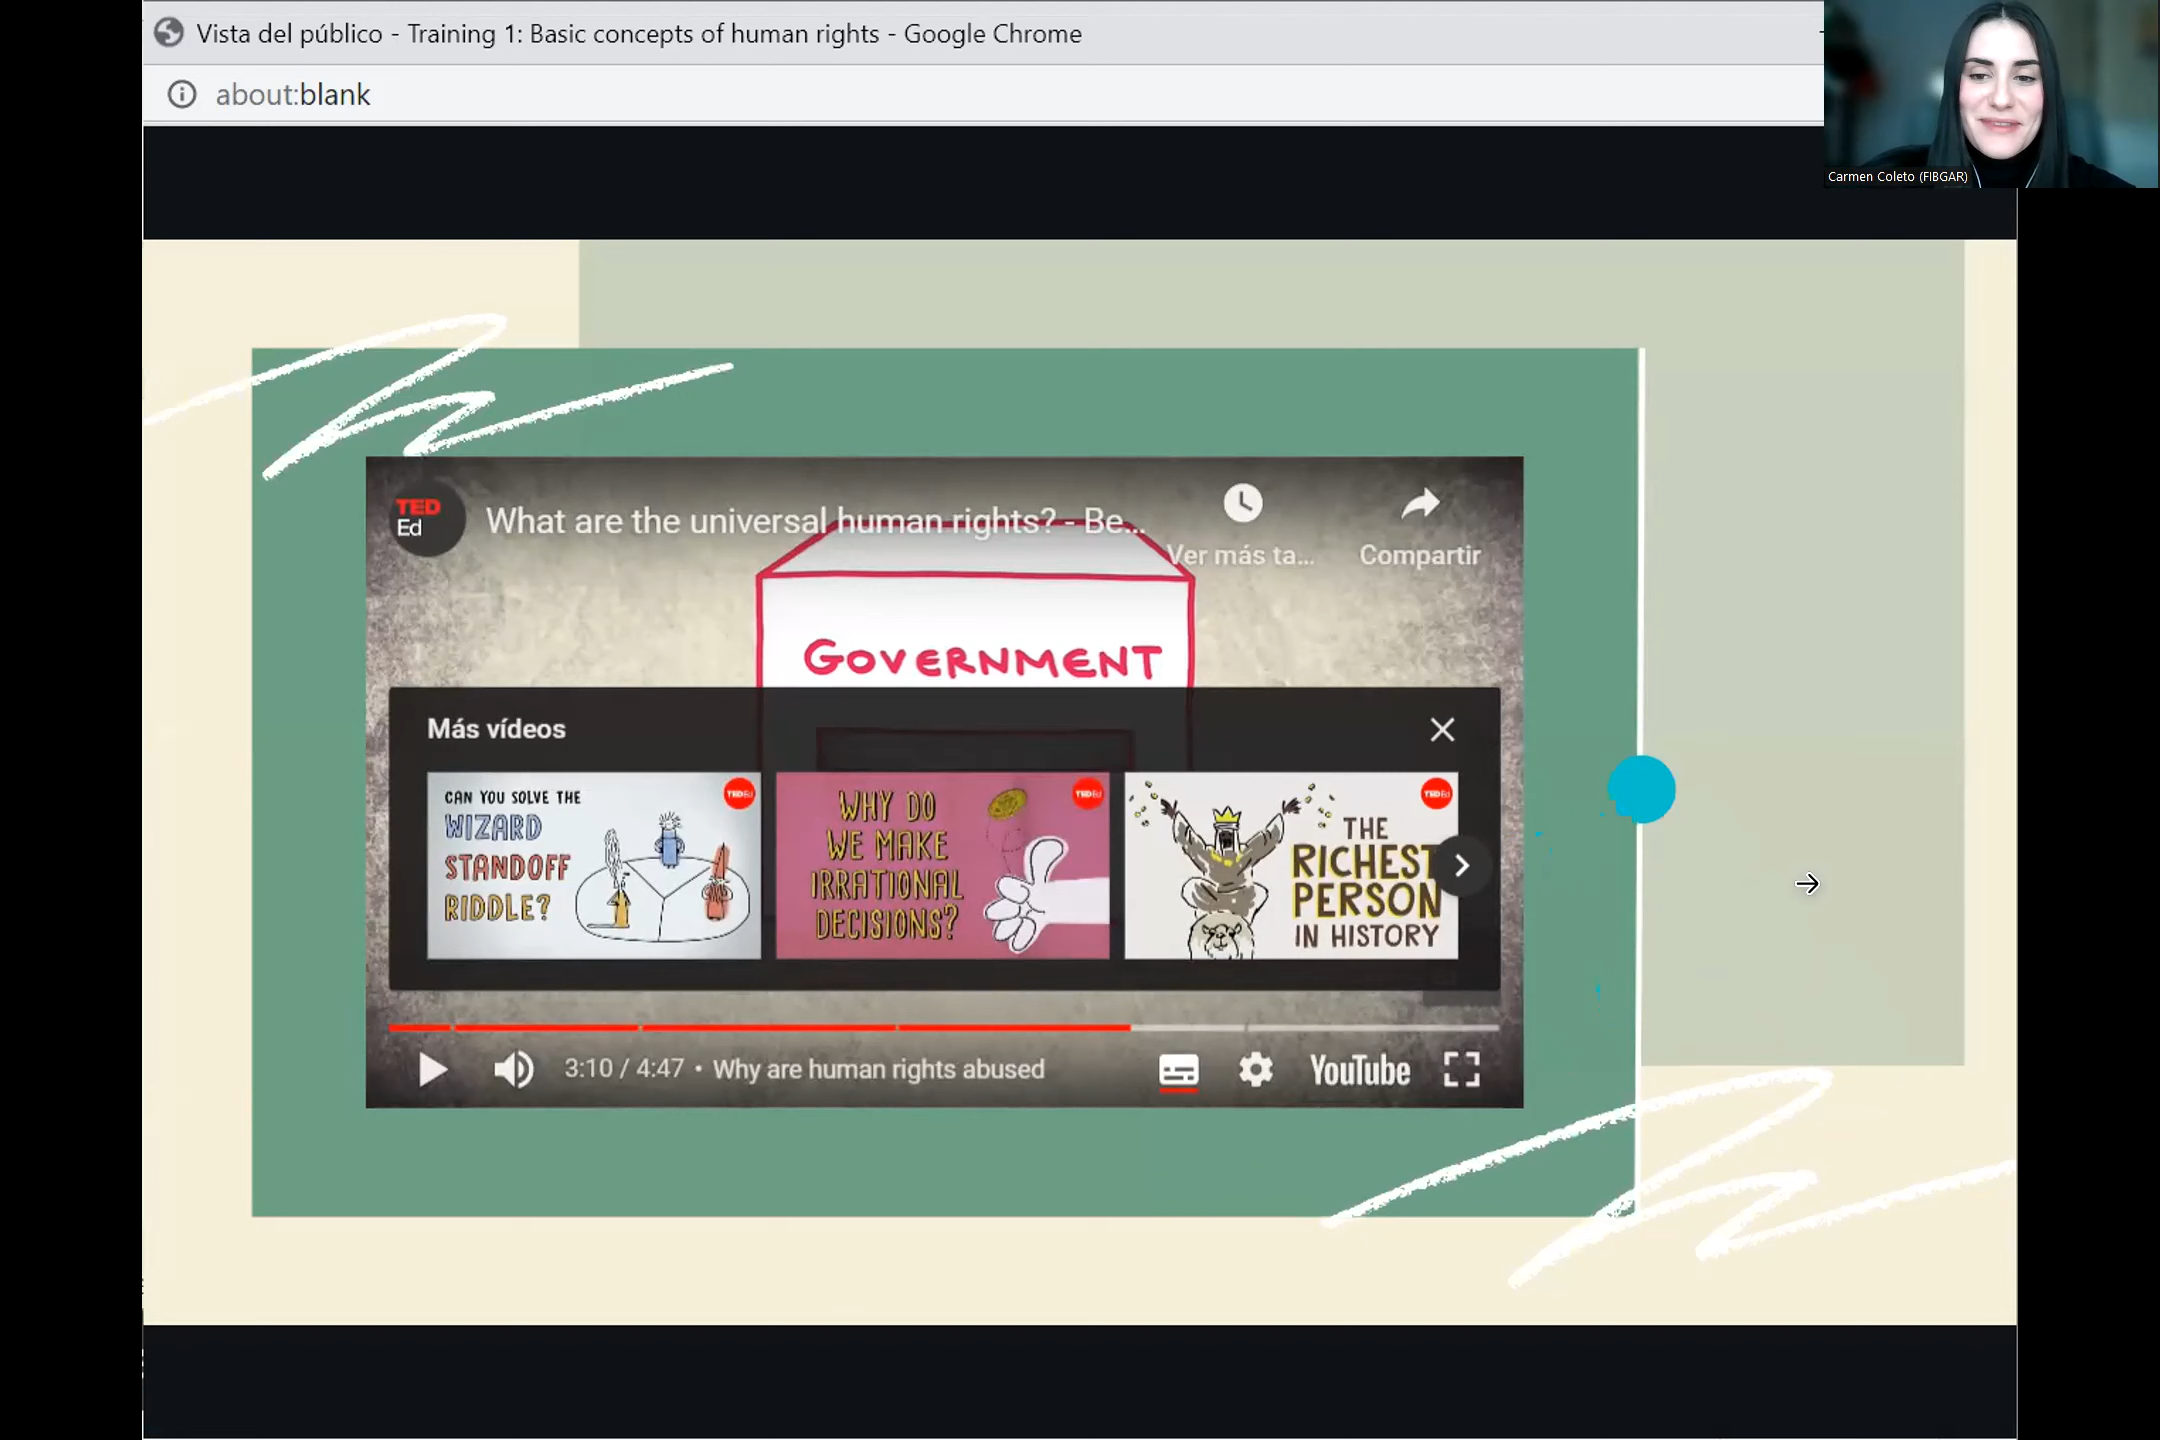 Vista del público - Training 1: Basic concepts of human rights - Google Chrome
about:blank
Carmen Coleto (FIBGAR)
TED
Ed
What are the universal human rights? - Be...
Ver más ta...
Compartir
GOVERNMENT
Más vídeos
CAN YOU SOLVE THE
WIZARD
STANDOFF
RIDDLE?
TEDEd
WHY DO
WE MAKE
IRRATIONAL
DECISIONS?
TEDEd
THE
RICHEST
PERSON
IN HISTORY
TEDEd
3:10 / 4:47 • Why are human rights abused
YouTube